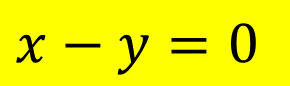 x − y = 0